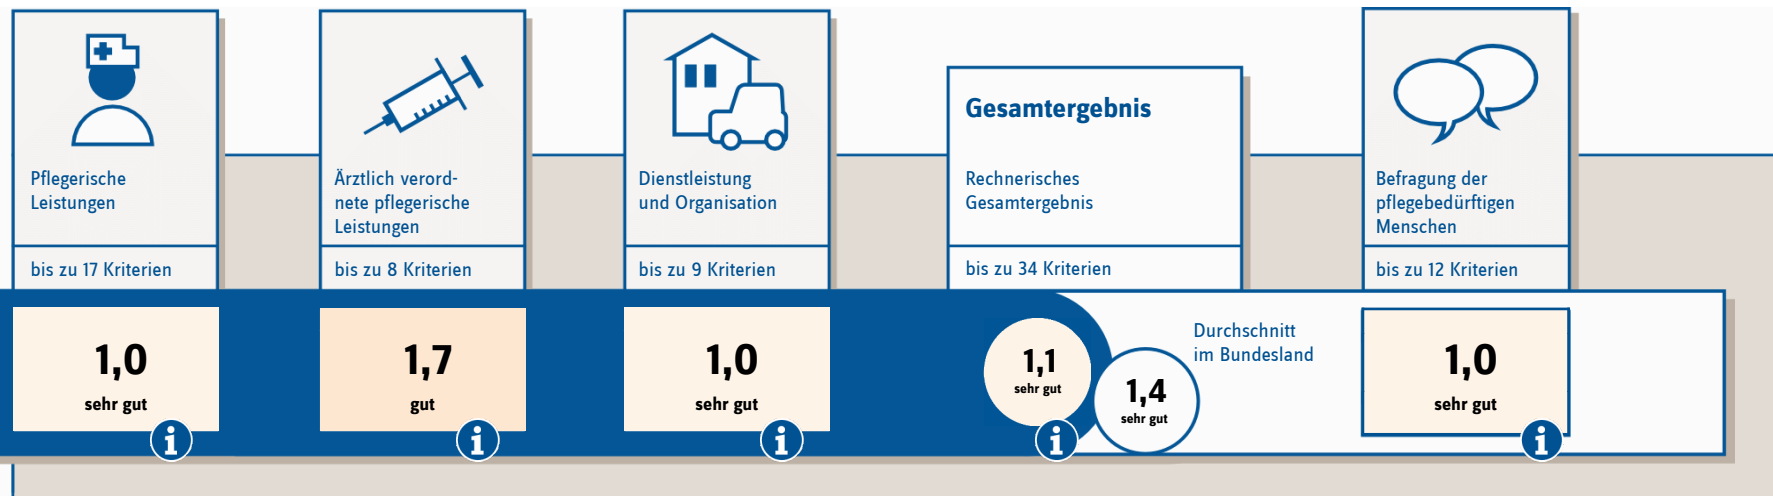 Pflegerische
Leistungen
bis zu 17 Kriterien
1,0
sehr gut
i
Ärztlich verord-
nete pflegerische
Leistungen
bis zu 8 Kriterien
1,7
gut
i
Dienstleistung
und Organisation
bis zu 9 Kriterien
1,0
sehr gut
i
Gesamtergebnis
Rechnerisches
Gesamtergebnis
bis zu 34 Kriterien
1,1
sehr gut
i
1,4
sehr gut
Durchschnitt
im Bundesland
Befragung der
pflegebedürftigen
Menschen
bis zu 12 Kriterien
1,0
sehr gut
i